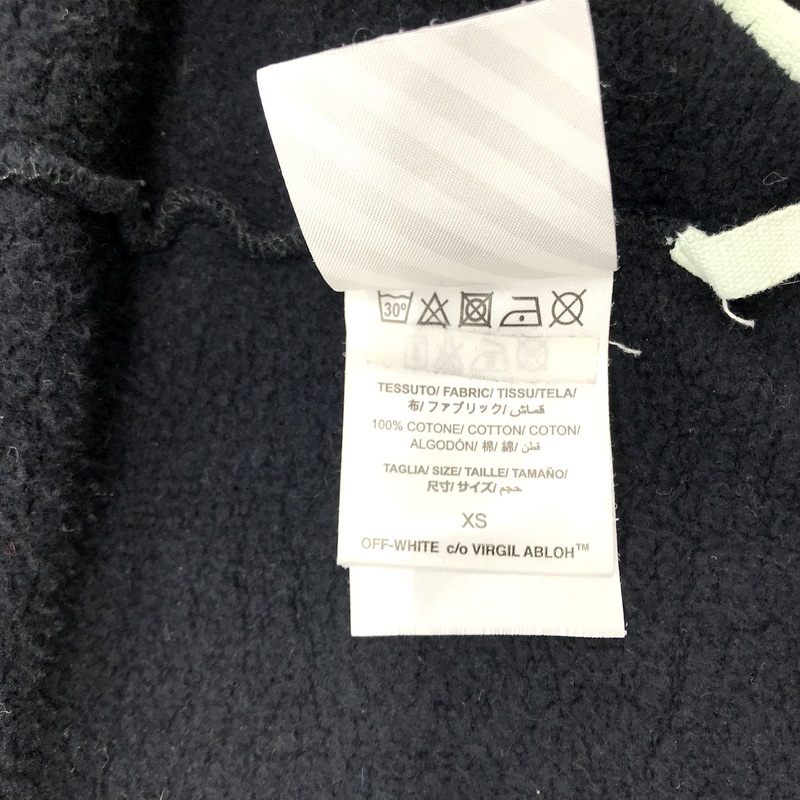 30°
TESSUTO/ FABRIC/ TISSU/TELA/
布/ファブリック/ قماش/
100% COTONE/ COTTON/ COTON/
ALGODÓN/ 棉/ 綿/ قطن
TAGLIA/ SIZE/ TAILLE/ TAMAÑO/
尺寸/ サイズ/ حجم
XS
OFF-WHITE c/o VIRGIL ABLOH™